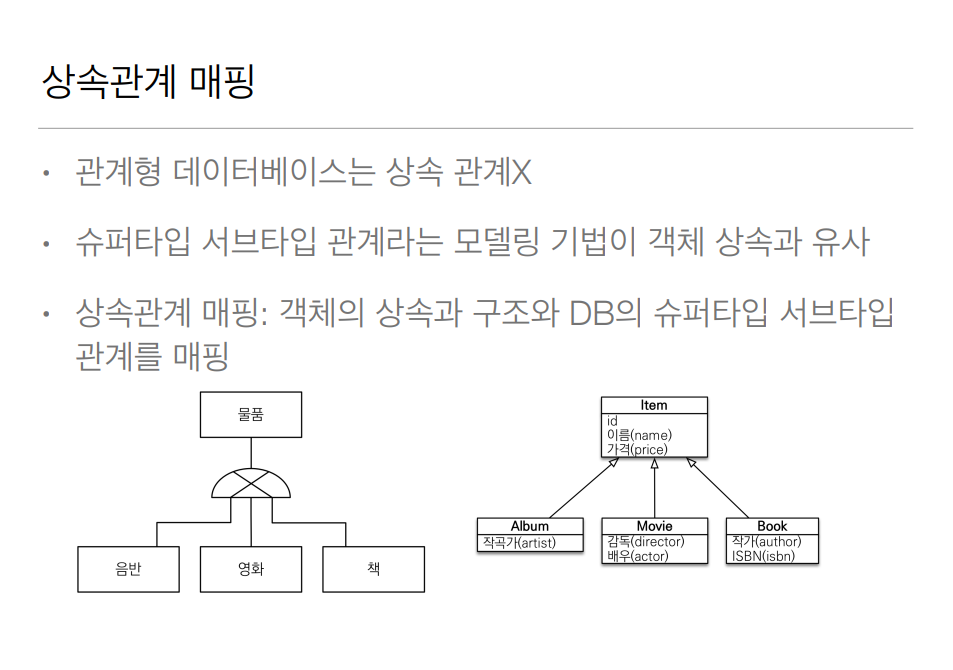 상속관계 매핑
• 관계형 데이터베이스는 상속 관계X
• 슈퍼타입 서브타입 관계라는 모델링 기법이 객체 상속과 유사
• 상속관계 매핑: 객체의 상속과 구조와 DB의 슈퍼타입 서브타입
관계를 매핑
물품
음반
영화
책
Item
id
이름(name)
가격(price)
Album
작곡가(artist)
Movie
감독(director)
배우(actor)
Book
작가(author)
ISBN(isbn)